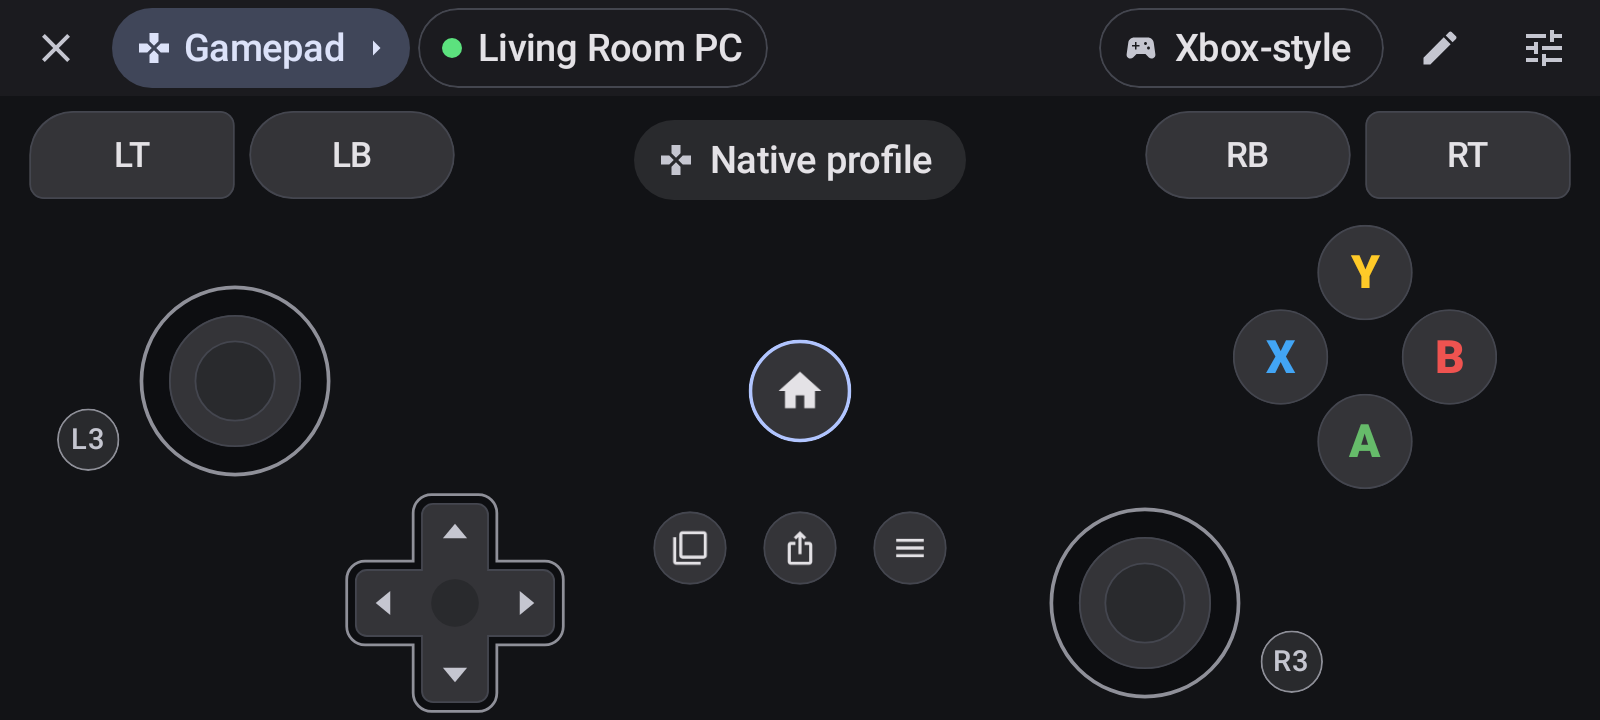 Gamepad
Living Room PC
Xbox-style
LT
LB
Native profile
RB
RT
Y
X
B
A
L3
R3